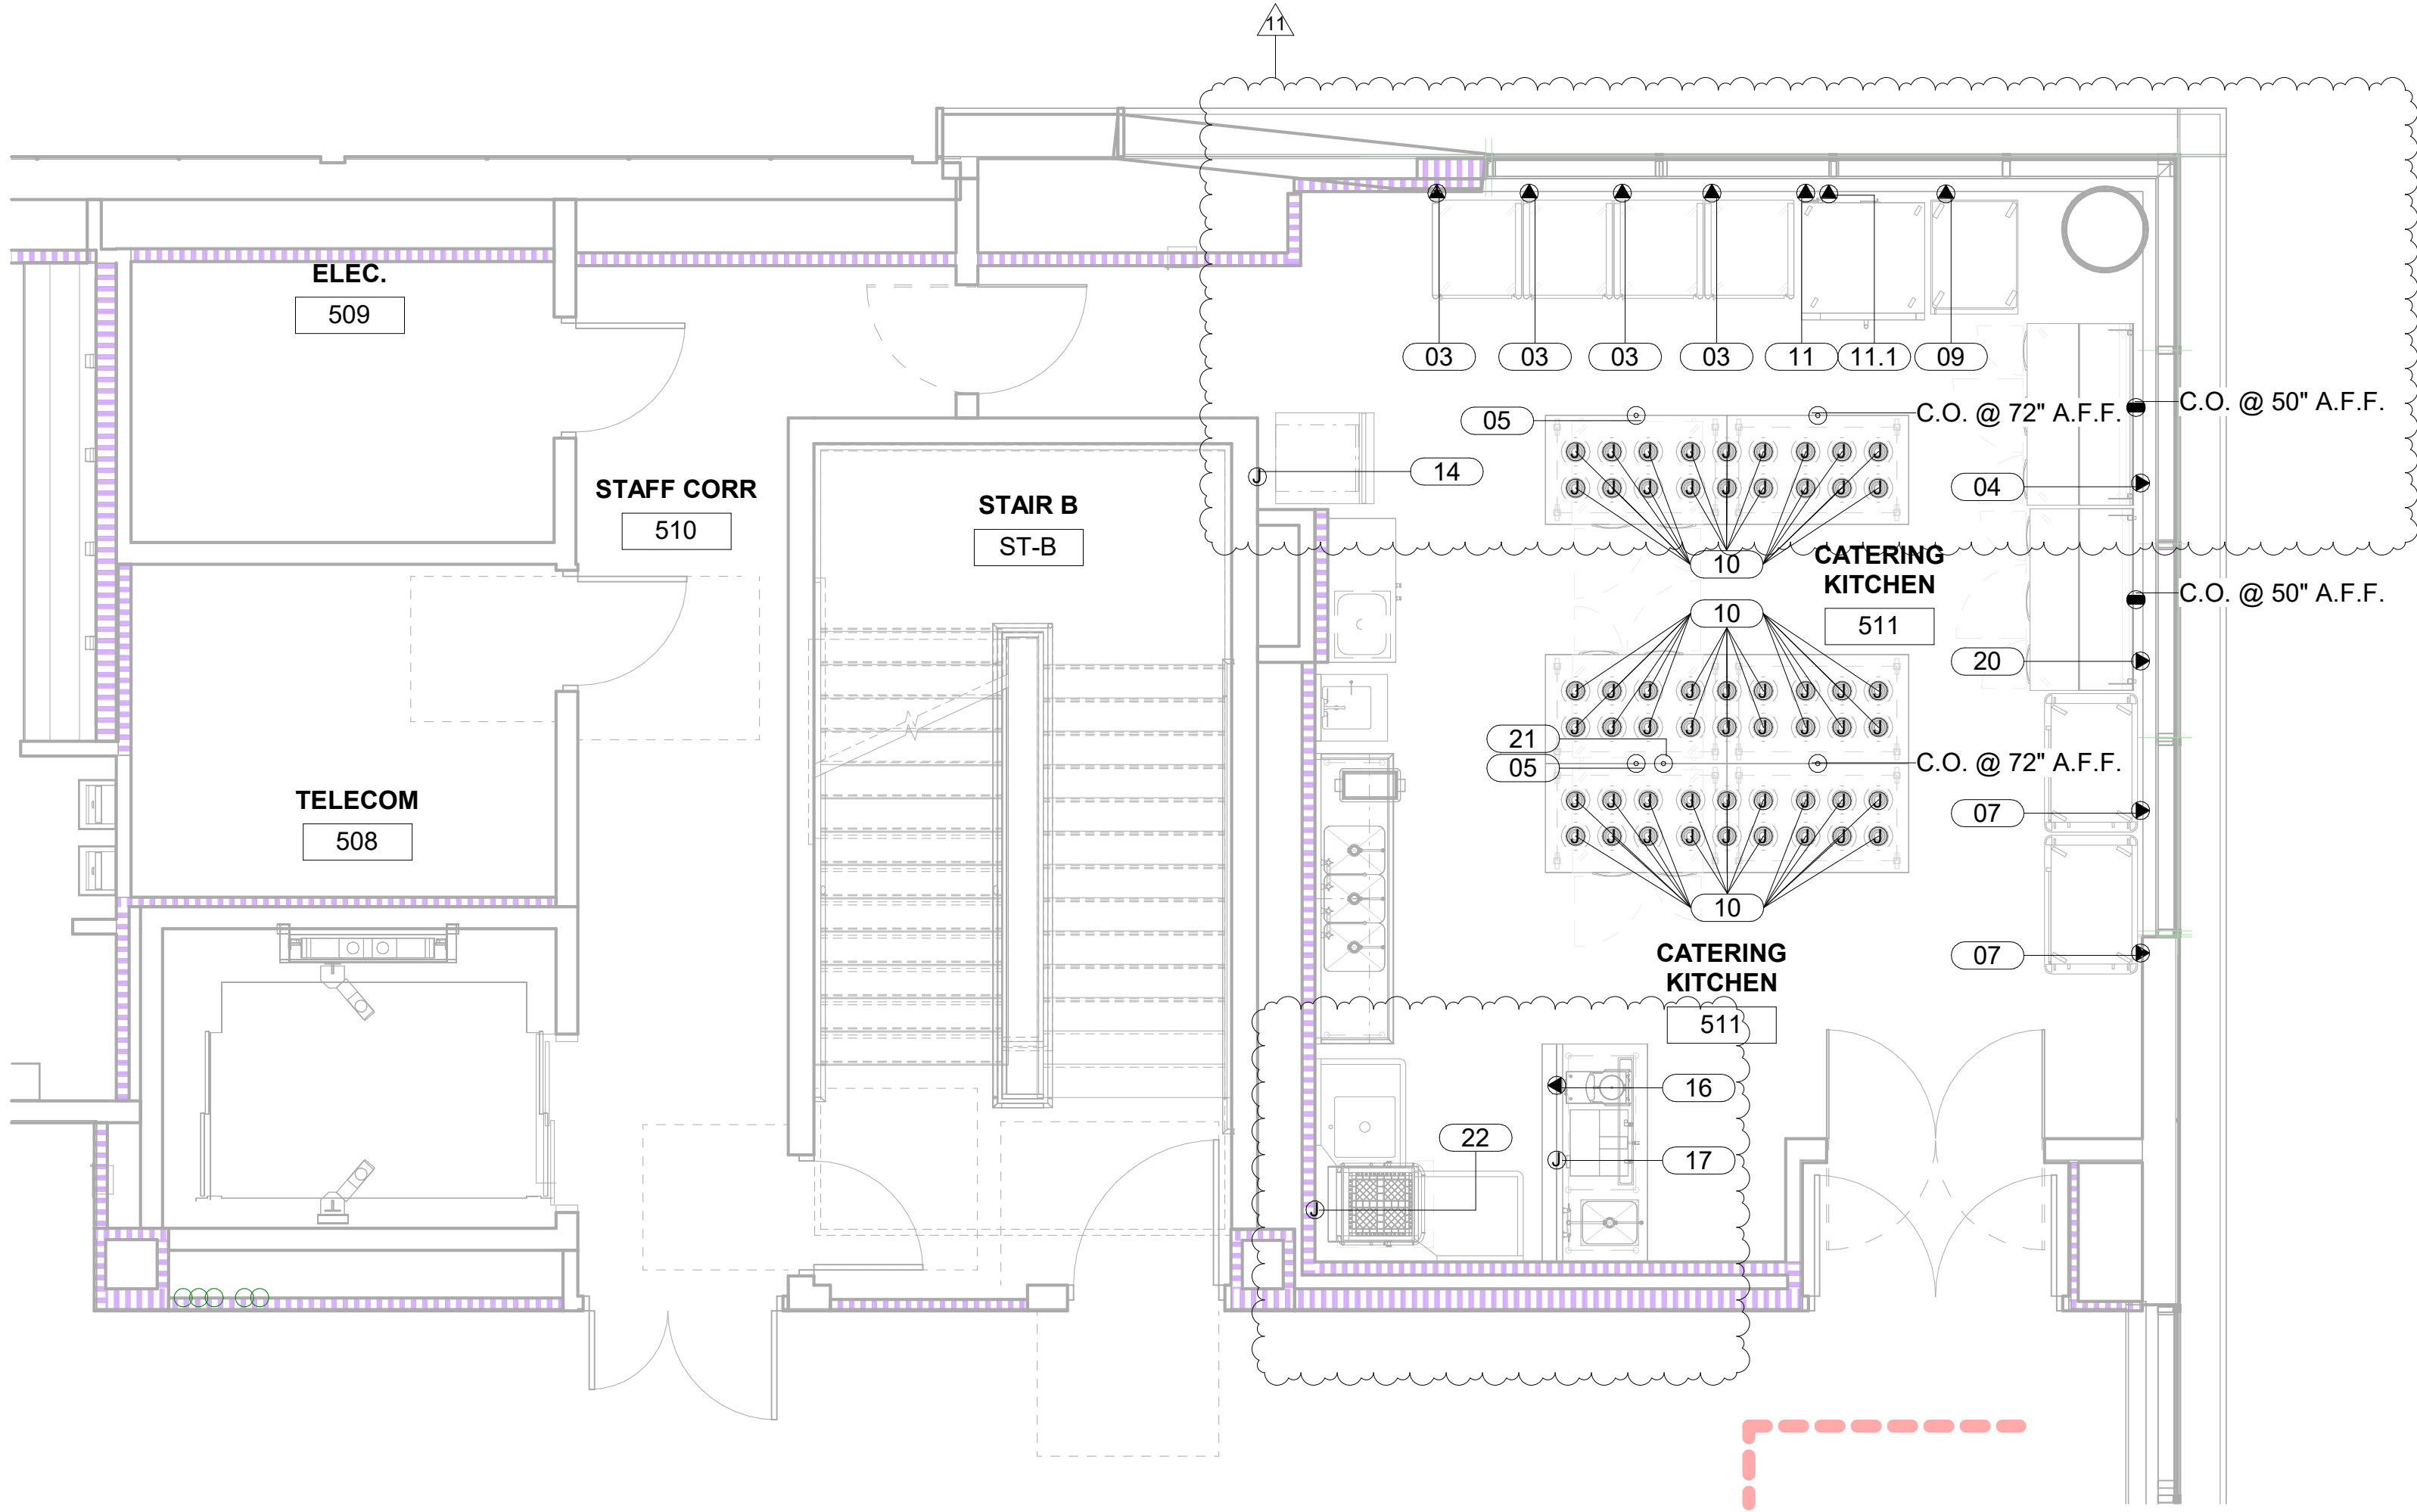 11
ELEC.
509
03
03
03
03
11
11.1
09
C.O. @ 50" A.F.F.
C.O. @ 72" A.F.F.
05
14
04
STAFF CORR
510
STAIR B
ST-B
J
J J J J J J J J J
J J J J J J J J J
10
CATERING
KITCHEN
511
C.O. @ 50" A.F.F.
10
20
J J J J J J J J J
J J J J J J J J J
21
05
C.O. @ 72" A.F.F.
TELECOM
508
07
J J J J J J J J J
J J J J J J J J J
10
CATERING
KITCHEN
511
07
16
22
J
17
J